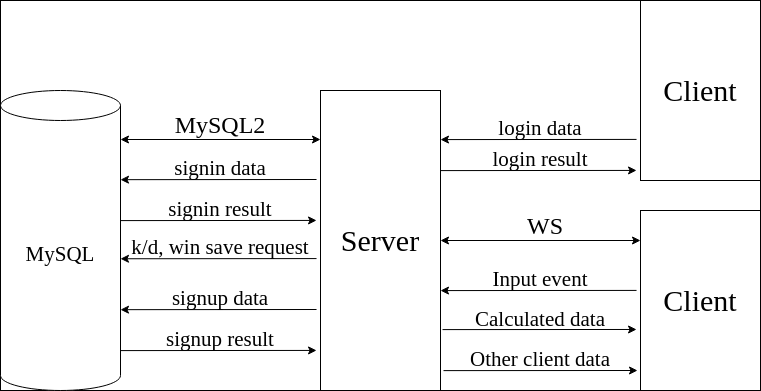 Client
MySQL2
login data
login result
signin data
signin result
k/d, win save request
MySQL
signup data
signup result
Server
WS
Input event
Client
Calculated data
Other client data